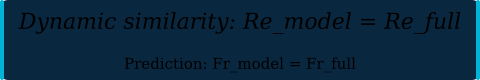 Dynamic similarity: Re_model = Re_full
Prediction: Fr_model = Fr_full